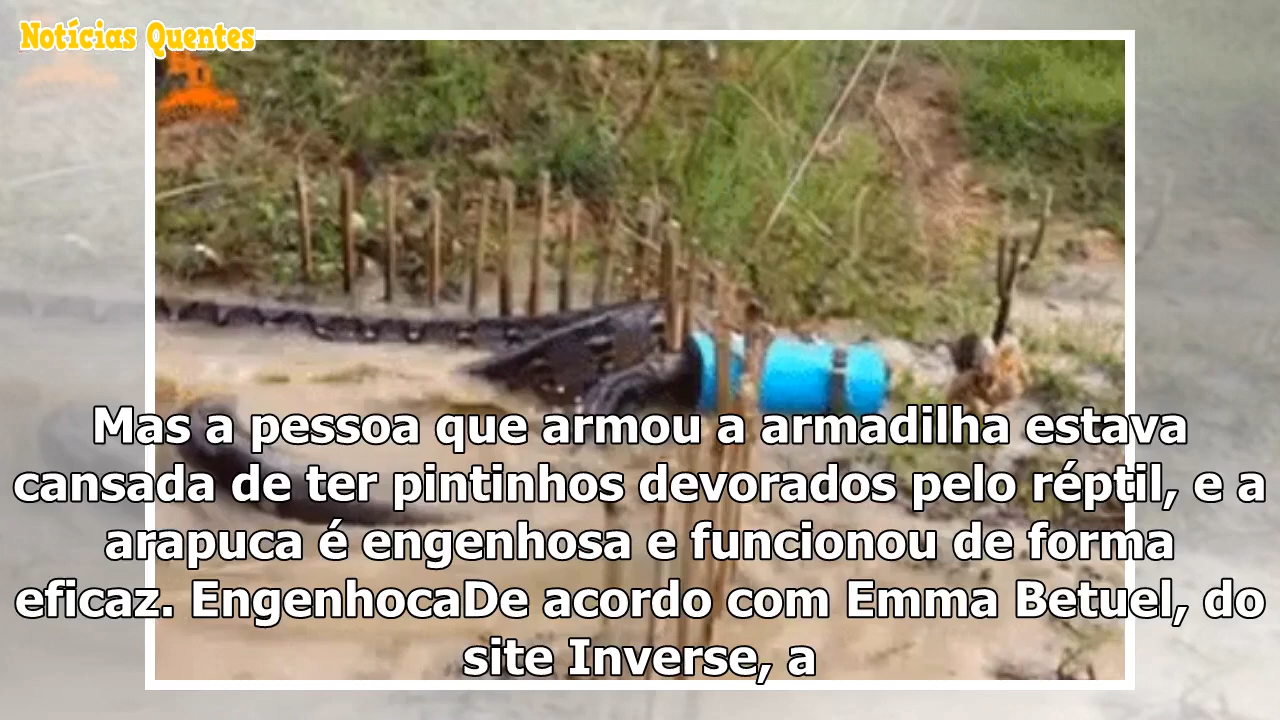 Notícias Quentes
Mas a pessoa que armou a armadilha estava
cansada de ter pintinhos devorados pelo réptil, e a
arapuca é engenhosa e funcionou de forma
eficaz. EngenhocaDe acordo com Emma Betuel, do
site Inverse, a